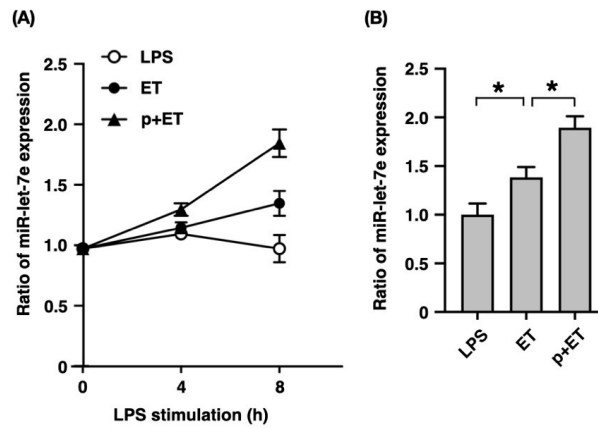 (A)
LPS
ET
p+ET
Ratio of miR-let-7e expression
2.5
2.0
1.5
1.0
0.5
0
0
4
8
LPS stimulation (h)
(B)
Ratio of miR-let-7e expression
2.5
2.0
1.5
1.0
0.5
0
*
*
LPS
ET
p+ET